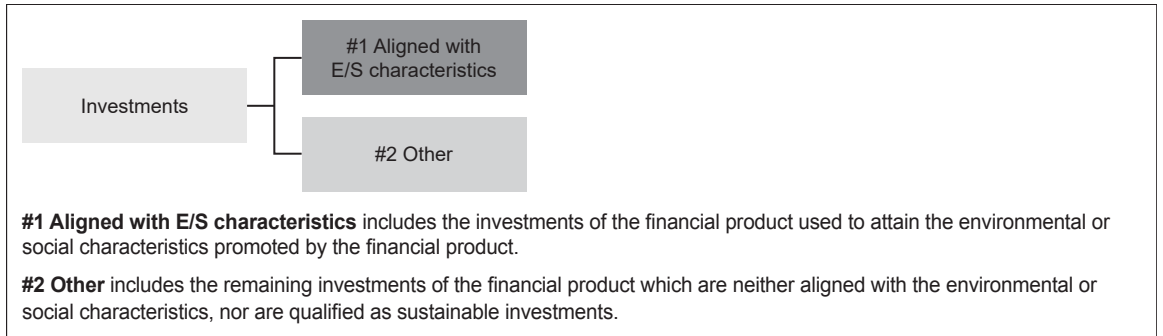 #1 Aligned with
E/S characteristics
Investments
#2 Other
#1 Aligned with E/S characteristics includes the investments of the financial product used to attain the environmental or
social characteristics promoted by the financial product.
#2 Other includes the remaining investments of the financial product which are neither aligned with the environmental or
social characteristics, nor are qualified as sustainable investments.